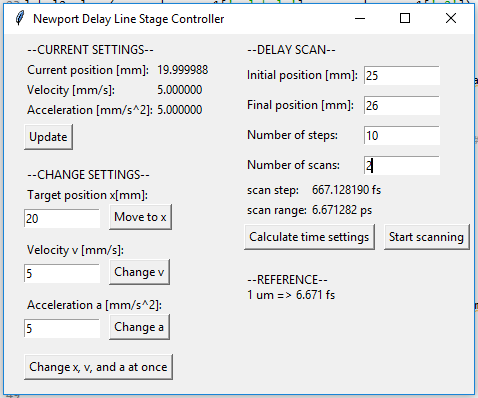 Newport Delay Line Stage Controller
--CURRENT SETTINGS--
Current position [mm]: 19.999988
Velocity [mm/s]: 5.000000
Acceleration [mm/s^2]: 5.000000
Update
--CHANGE SETTINGS--
Target position x[mm]:
20 Move to x
Velocity v [mm/s]:
5 Change v
Acceleration a [mm/s^2]:
5 Change a
Change x, v, and a at once
--DELAY SCAN--
Initial position [mm]: 25
Final position [mm]: 26
Number of steps: 10
Number of scans: 2
scan step: 667.128190 fs
scan range: 6.671282 ps
Calculate time settings Start scanning
--REFERENCE--
1 um => 6.671 fs